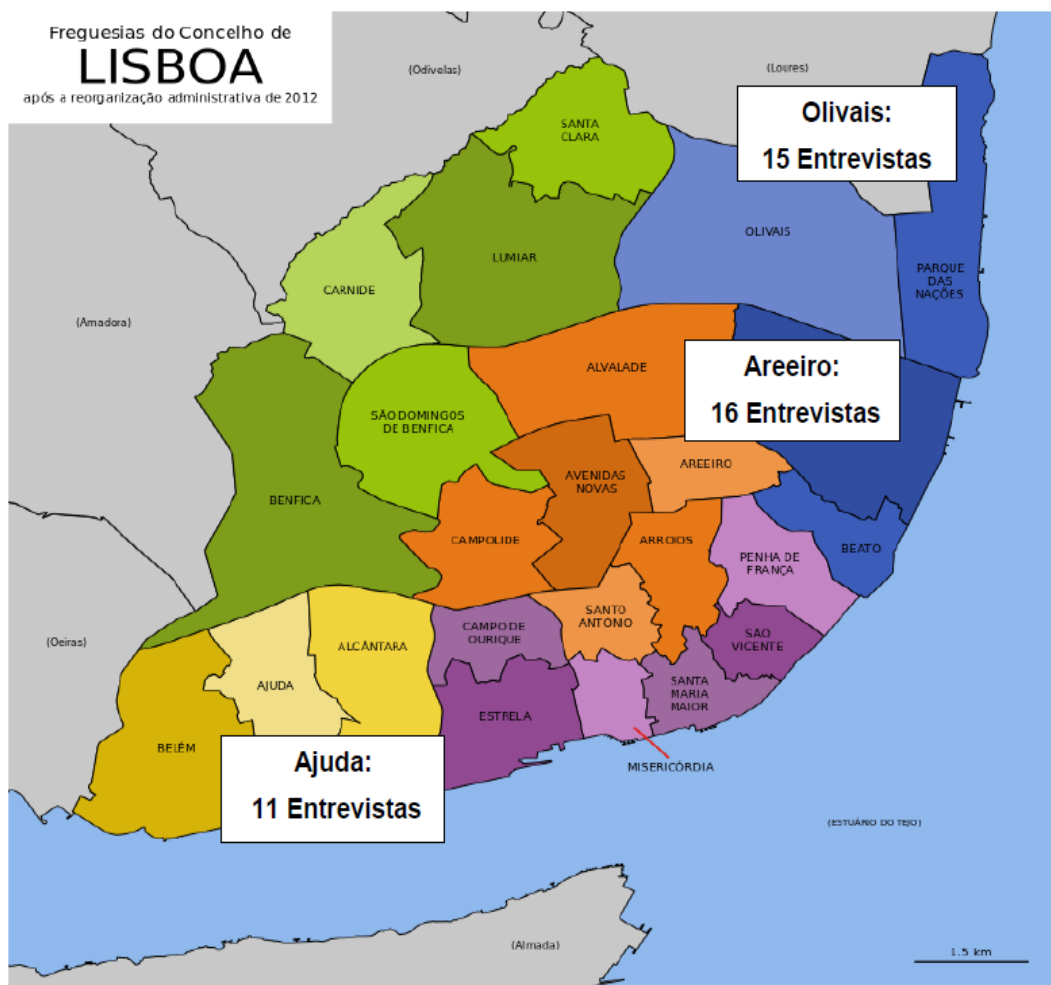 Freguesias do Concelho de
LISBOA
após a reorganização administrativa de 2012
(Odivelas)
(Loures)
Olivais:
15 Entrevistas
SANTA
CLARA
OLIVAIS
LUMIAR
PARQUE
DAS
NAÇÕES
CARNIDE
(Amadora)
ALVALADE
Areeiro:
16 Entrevistas
SÃO DOMINGOS
DE BENFICA
AREEIRO
AVENIDAS
NOVAS
BENFICA
CAMPOLIDE
ARROIOS
BEATO
PENHA DE
FRANÇA
(Oeiras)
CAMPO DE
OURIQUE
SANTO
ANTÓNIO
SÃO
VICENTE
ALCÂNTARA
AJUDA
SANTA
MARIA
MAIOR
ESTRELA
BELÉM
MISERICÓRDIA
Ajuda:
11 Entrevistas
(ESTUÁRIO DO TEJO)
(Almada)
1.5 km